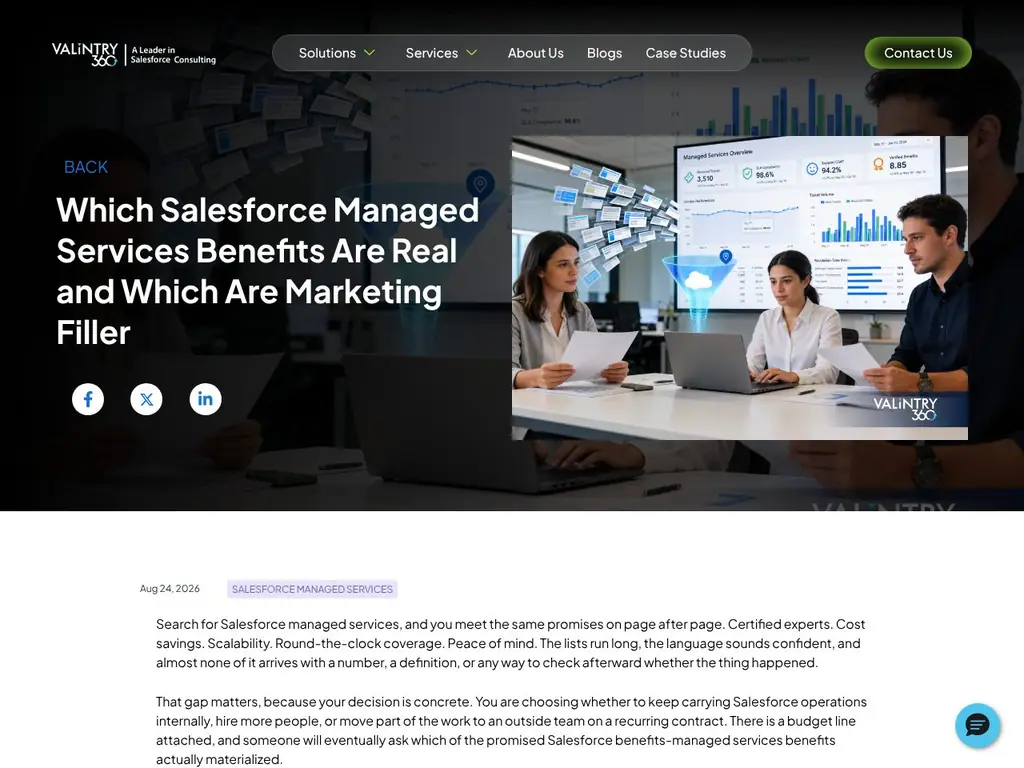 VALiNTRY
360
A Leader in
Salesforce Consulting
Solutions
Services
About Us
Blogs
Case Studies
Contact Us
BACK
Which Salesforce Managed
Services Benefits Are Real
and Which Are Marketing
Filler
Managed Services Overview
3,510
98.6%
94.2%
8.85
Ticket Volume
VALiNTRY
360
Aug 24, 2026
SALESFORCE MANAGED SERVICES
Search for Salesforce managed services, and you meet the same promises on page after page. Certified experts. Cost
savings. Scalability. Round-the-clock coverage. Peace of mind. The lists run long, the language sounds confident, and
almost none of it arrives with a number, a definition, or any way to check afterward whether the thing happened.
That gap matters, because your decision is concrete. You are choosing whether to keep carrying Salesforce operations
internally, hire more people, or move part of the work to an outside team on a recurring contract. There is a budget line
attached, and someone will eventually ask which of the promised Salesforce benefits-managed services benefits
actually materialized.